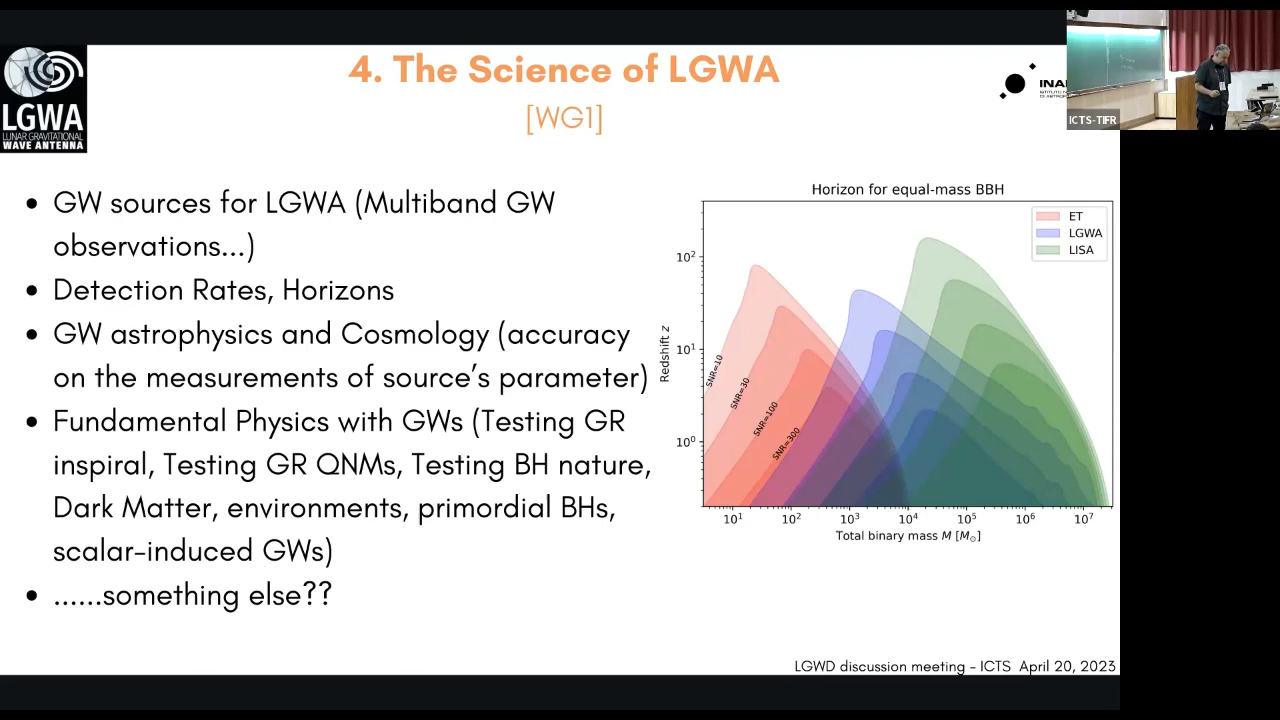 4. The Science of LGWA
[WG1]
LGWA
LUNAR GRAVITATIONAL
WAVE ANTENNA
ICTS-TIFR
• GW sources for LGWA (Multiband GW
observations...)
• Detection Rates, Horizons
• GW astrophysics and Cosmology (accuracy
on the measurements of source's parameter)
• Fundamental Physics with GWs (Testing GR
inspiral, Testing GR QNMs, Testing BH nature,
Dark Matter, environments, primordial BHs,
scalar-induced GWs)
• ......something else??
Horizon for equal-mass BBH
ET
LGWA
LISA
Redshift z
10²
10¹
10⁰
SNR=10
SNR=30
SNR=100
SNR=300
10¹ 10² 10³ 10⁴ 10⁵ 10⁶ 10⁷
Total binary mass M [M⊙]
LGWD discussion meeting - ICTS April 20, 2023